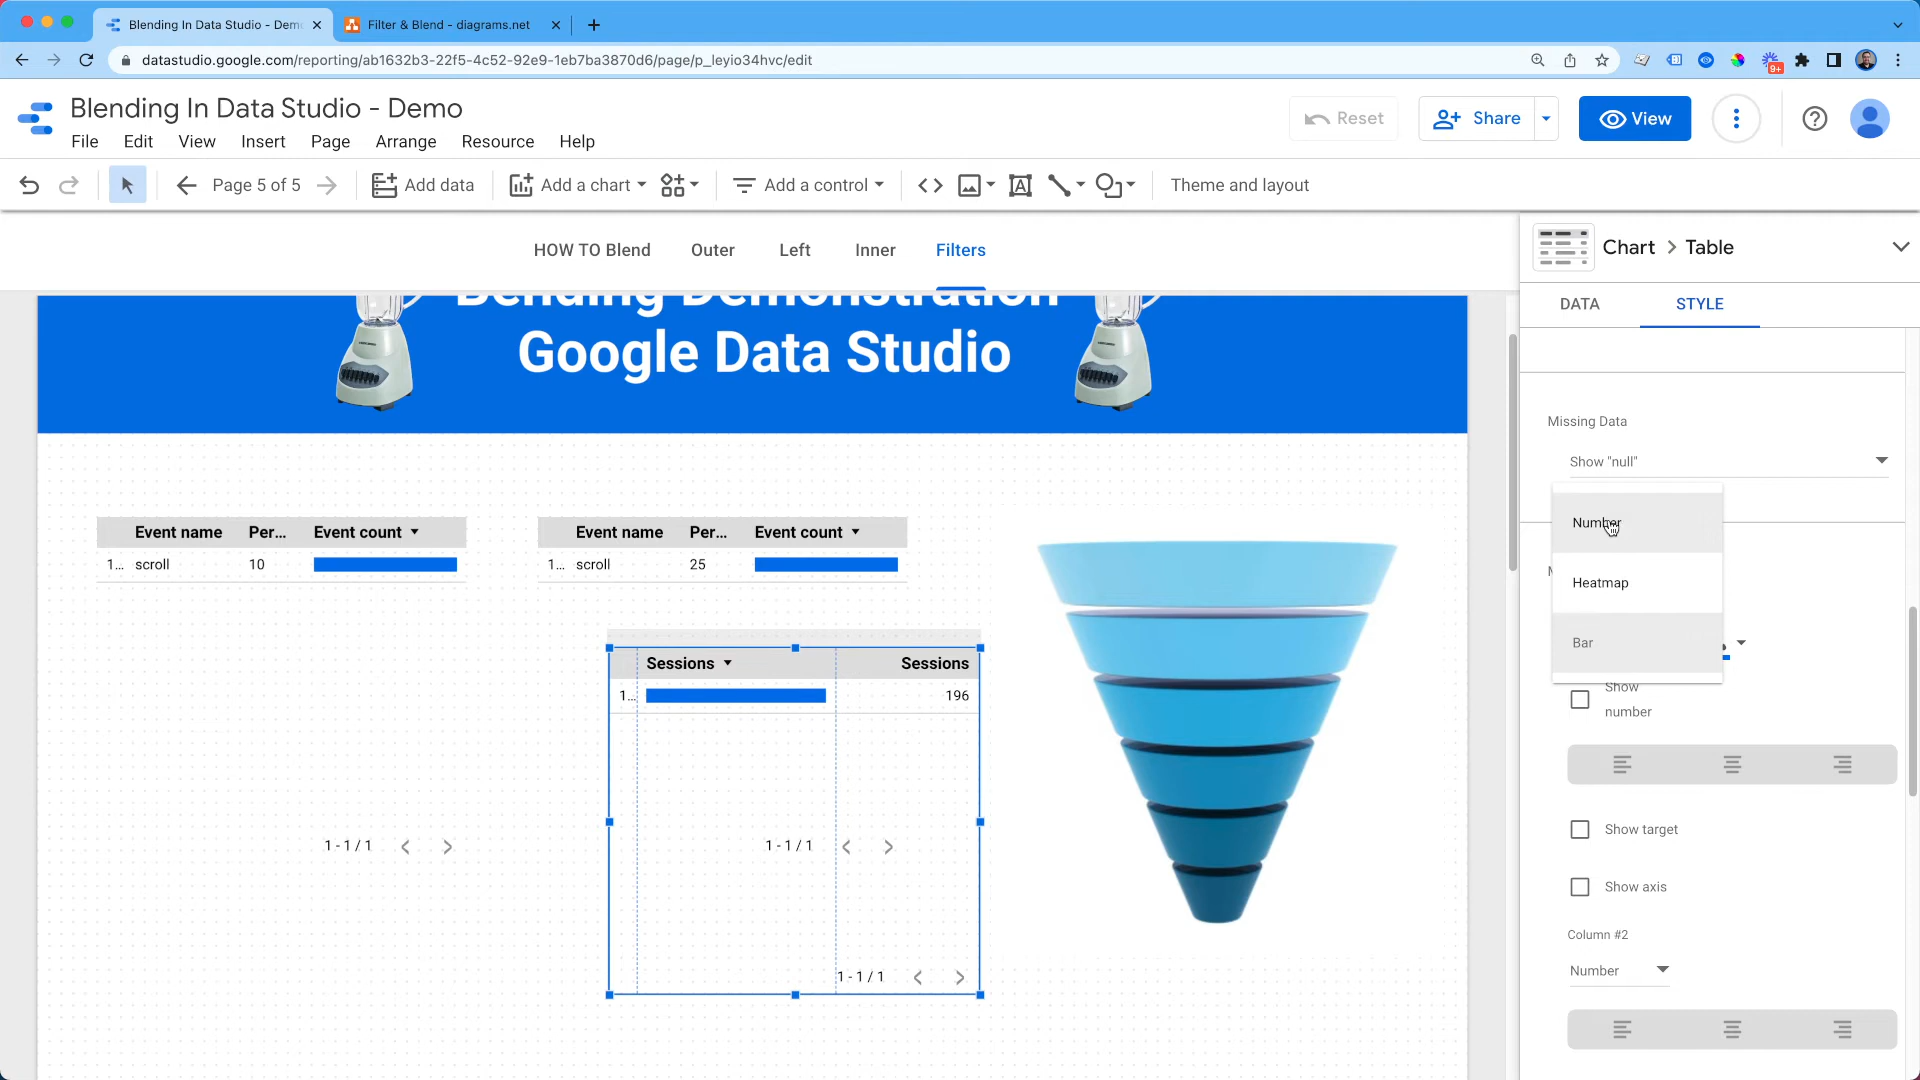 Blending In Data Studio - Dem
Filter & Blend - diagrams.net
datastudio.google.com/reporting/ab1632b3-22f5-4c52-92e9-1eb7ba3870d6/page/p_leyio34hvc/edit
9+
Blending In Data Studio - Demo
File Edit View Insert Page Arrange Resource Help
Reset
Share
View
Page 5 of 5
Add data
Add a chart
Add a control
Theme and layout
HOW TO Blend
Outer
Left
Inner
Filters
Chart > Table
DATA
STYLE
Bending Demonstration
Google Data Studio
Missing Data
Show "null"
Number
Heatmap
Bar
Show
number
Show target
Show axis
Column #2
Number
Event name Per... Event count
1... scroll 10
1 - 1 / 1
Event name Per... Event count
1... scroll 25
1 - 1 / 1
Sessions Sessions
1... 196
1 - 1 / 1